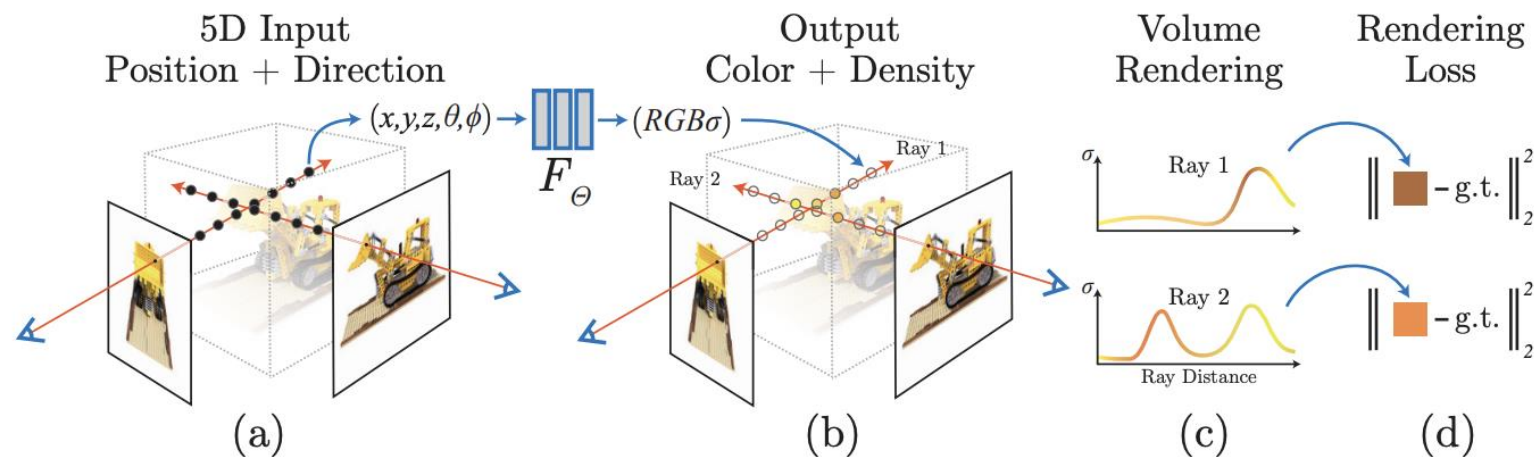 5D Input
Position + Direction
Output
Color + Density
Volume
Rendering
Rendering
Loss
(x,y,z,θ,ϕ)
F_Θ
(RGBσ)
Ray 1
Ray 2
σ
Ray 1
σ
Ray 2
Ray Distance
‖ – g.t. ‖²₂
‖ – g.t. ‖²₂
(a)
(b)
(c)
(d)